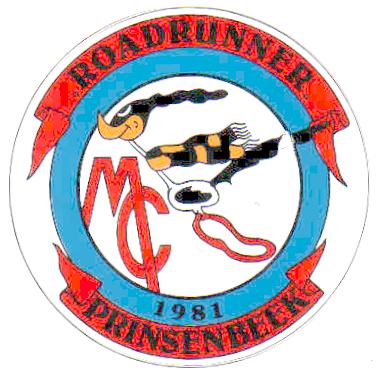 ROADRUNNER
MC
1981
PRINSENBEEK